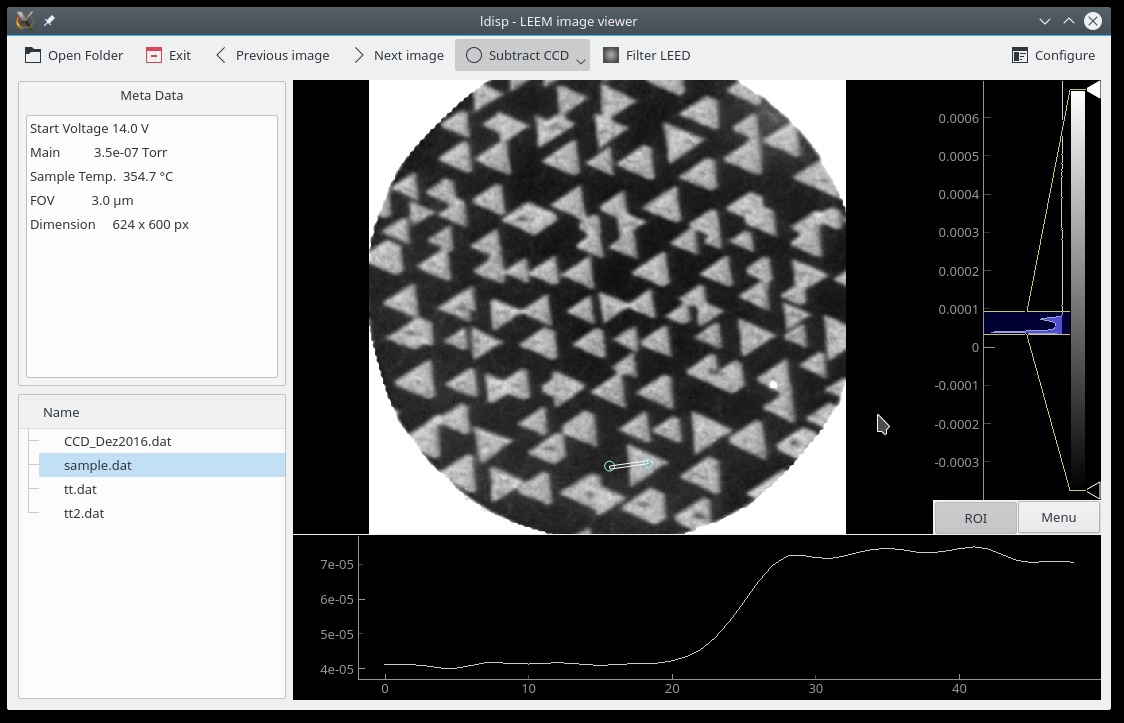 ldisp - LEEM image viewer
Open Folder Exit Previous image Next image Subtract CCD Filter LEED Configure
Meta Data
Start Voltage 14.0 V
Main 3.5e-07 Torr
Sample Temp. 354.7 °C
FOV 3.0 µm
Dimension 624 x 600 px
Name
CCD_Dez2016.dat
sample.dat
tt.dat
tt2.dat
0.0006
0.0005
0.0004
0.0003
0.0002
0.0001
0
-0.0001
-0.0002
-0.0003
ROI Menu
7e-05
6e-05
5e-05
4e-05
0 10 20 30 40